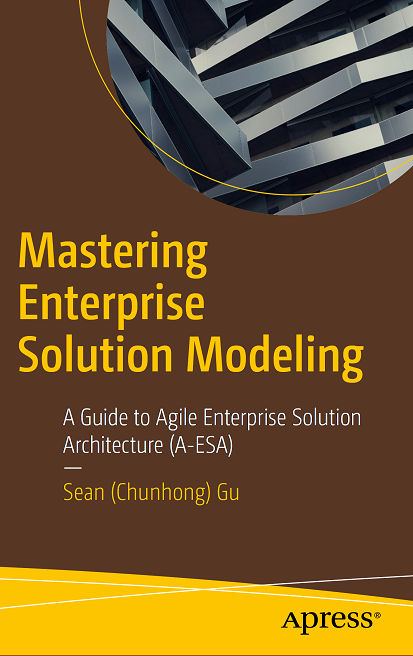 Mastering
Enterprise
Solution Modeling
A Guide to Agile Enterprise Solution
Architecture (A-ESA)
—
Sean (Chunhong) Gu
Apress®